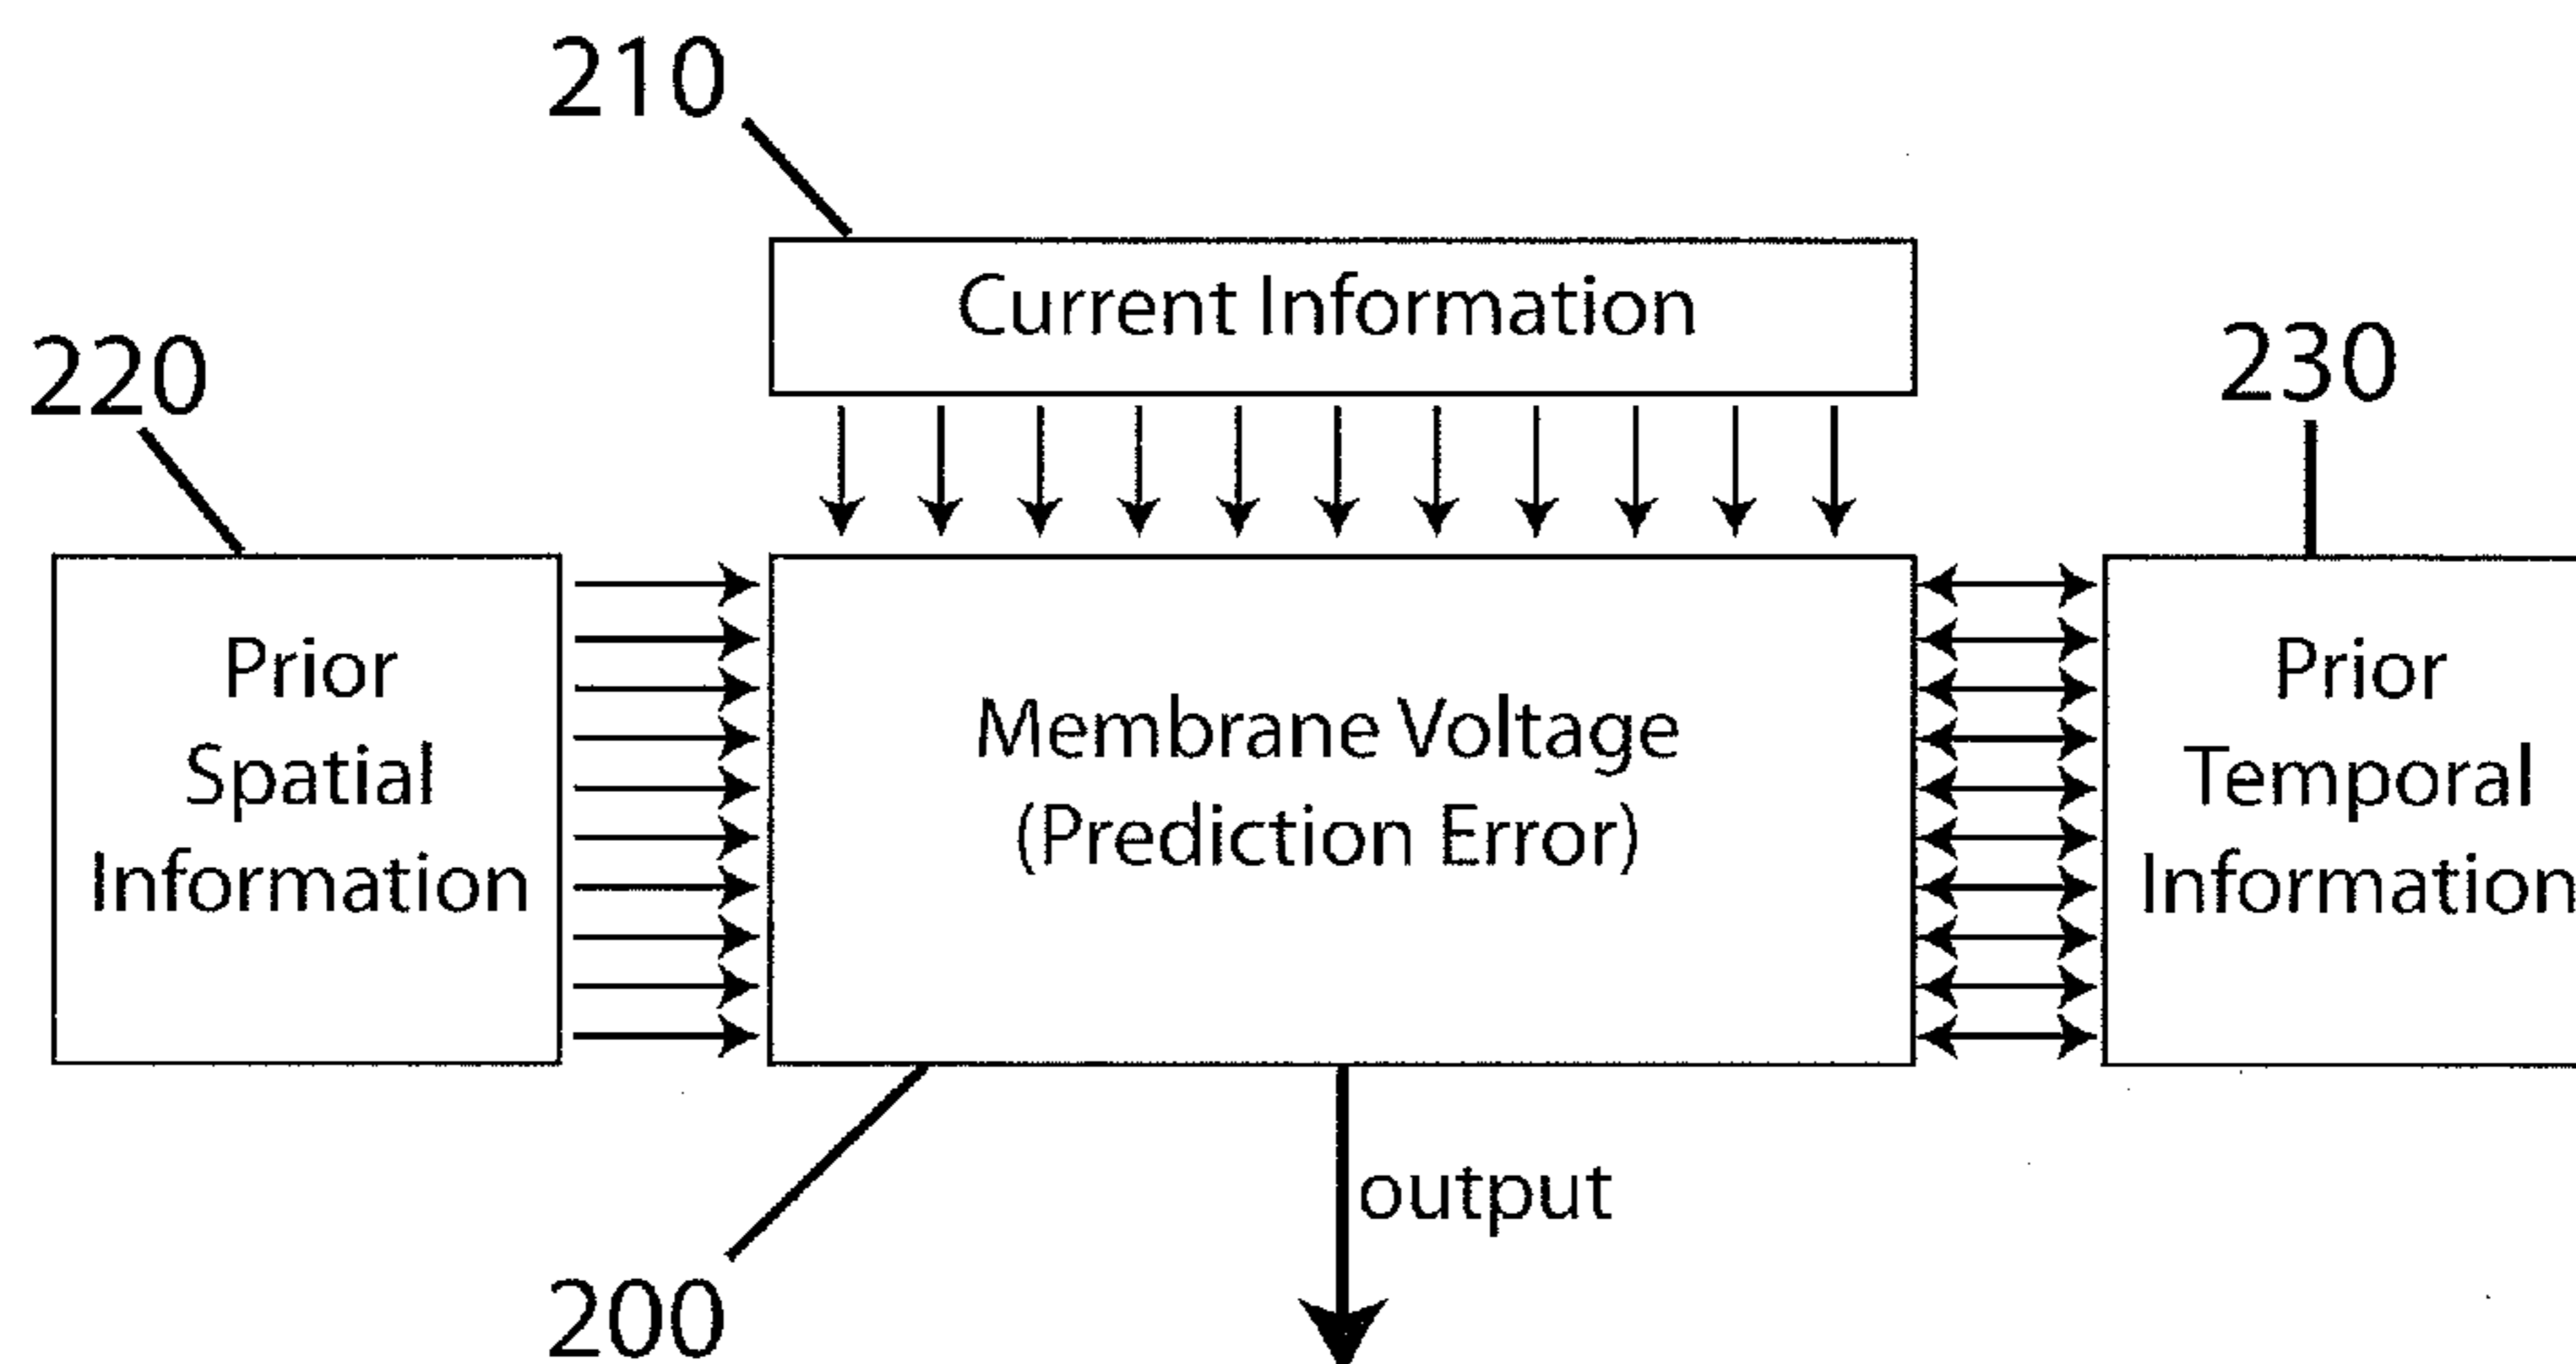 210
Current Information
220
230
Prior
Spatial
Information
Membrane Voltage
(Prediction Error)
Prior
Temporal
Information
output
200